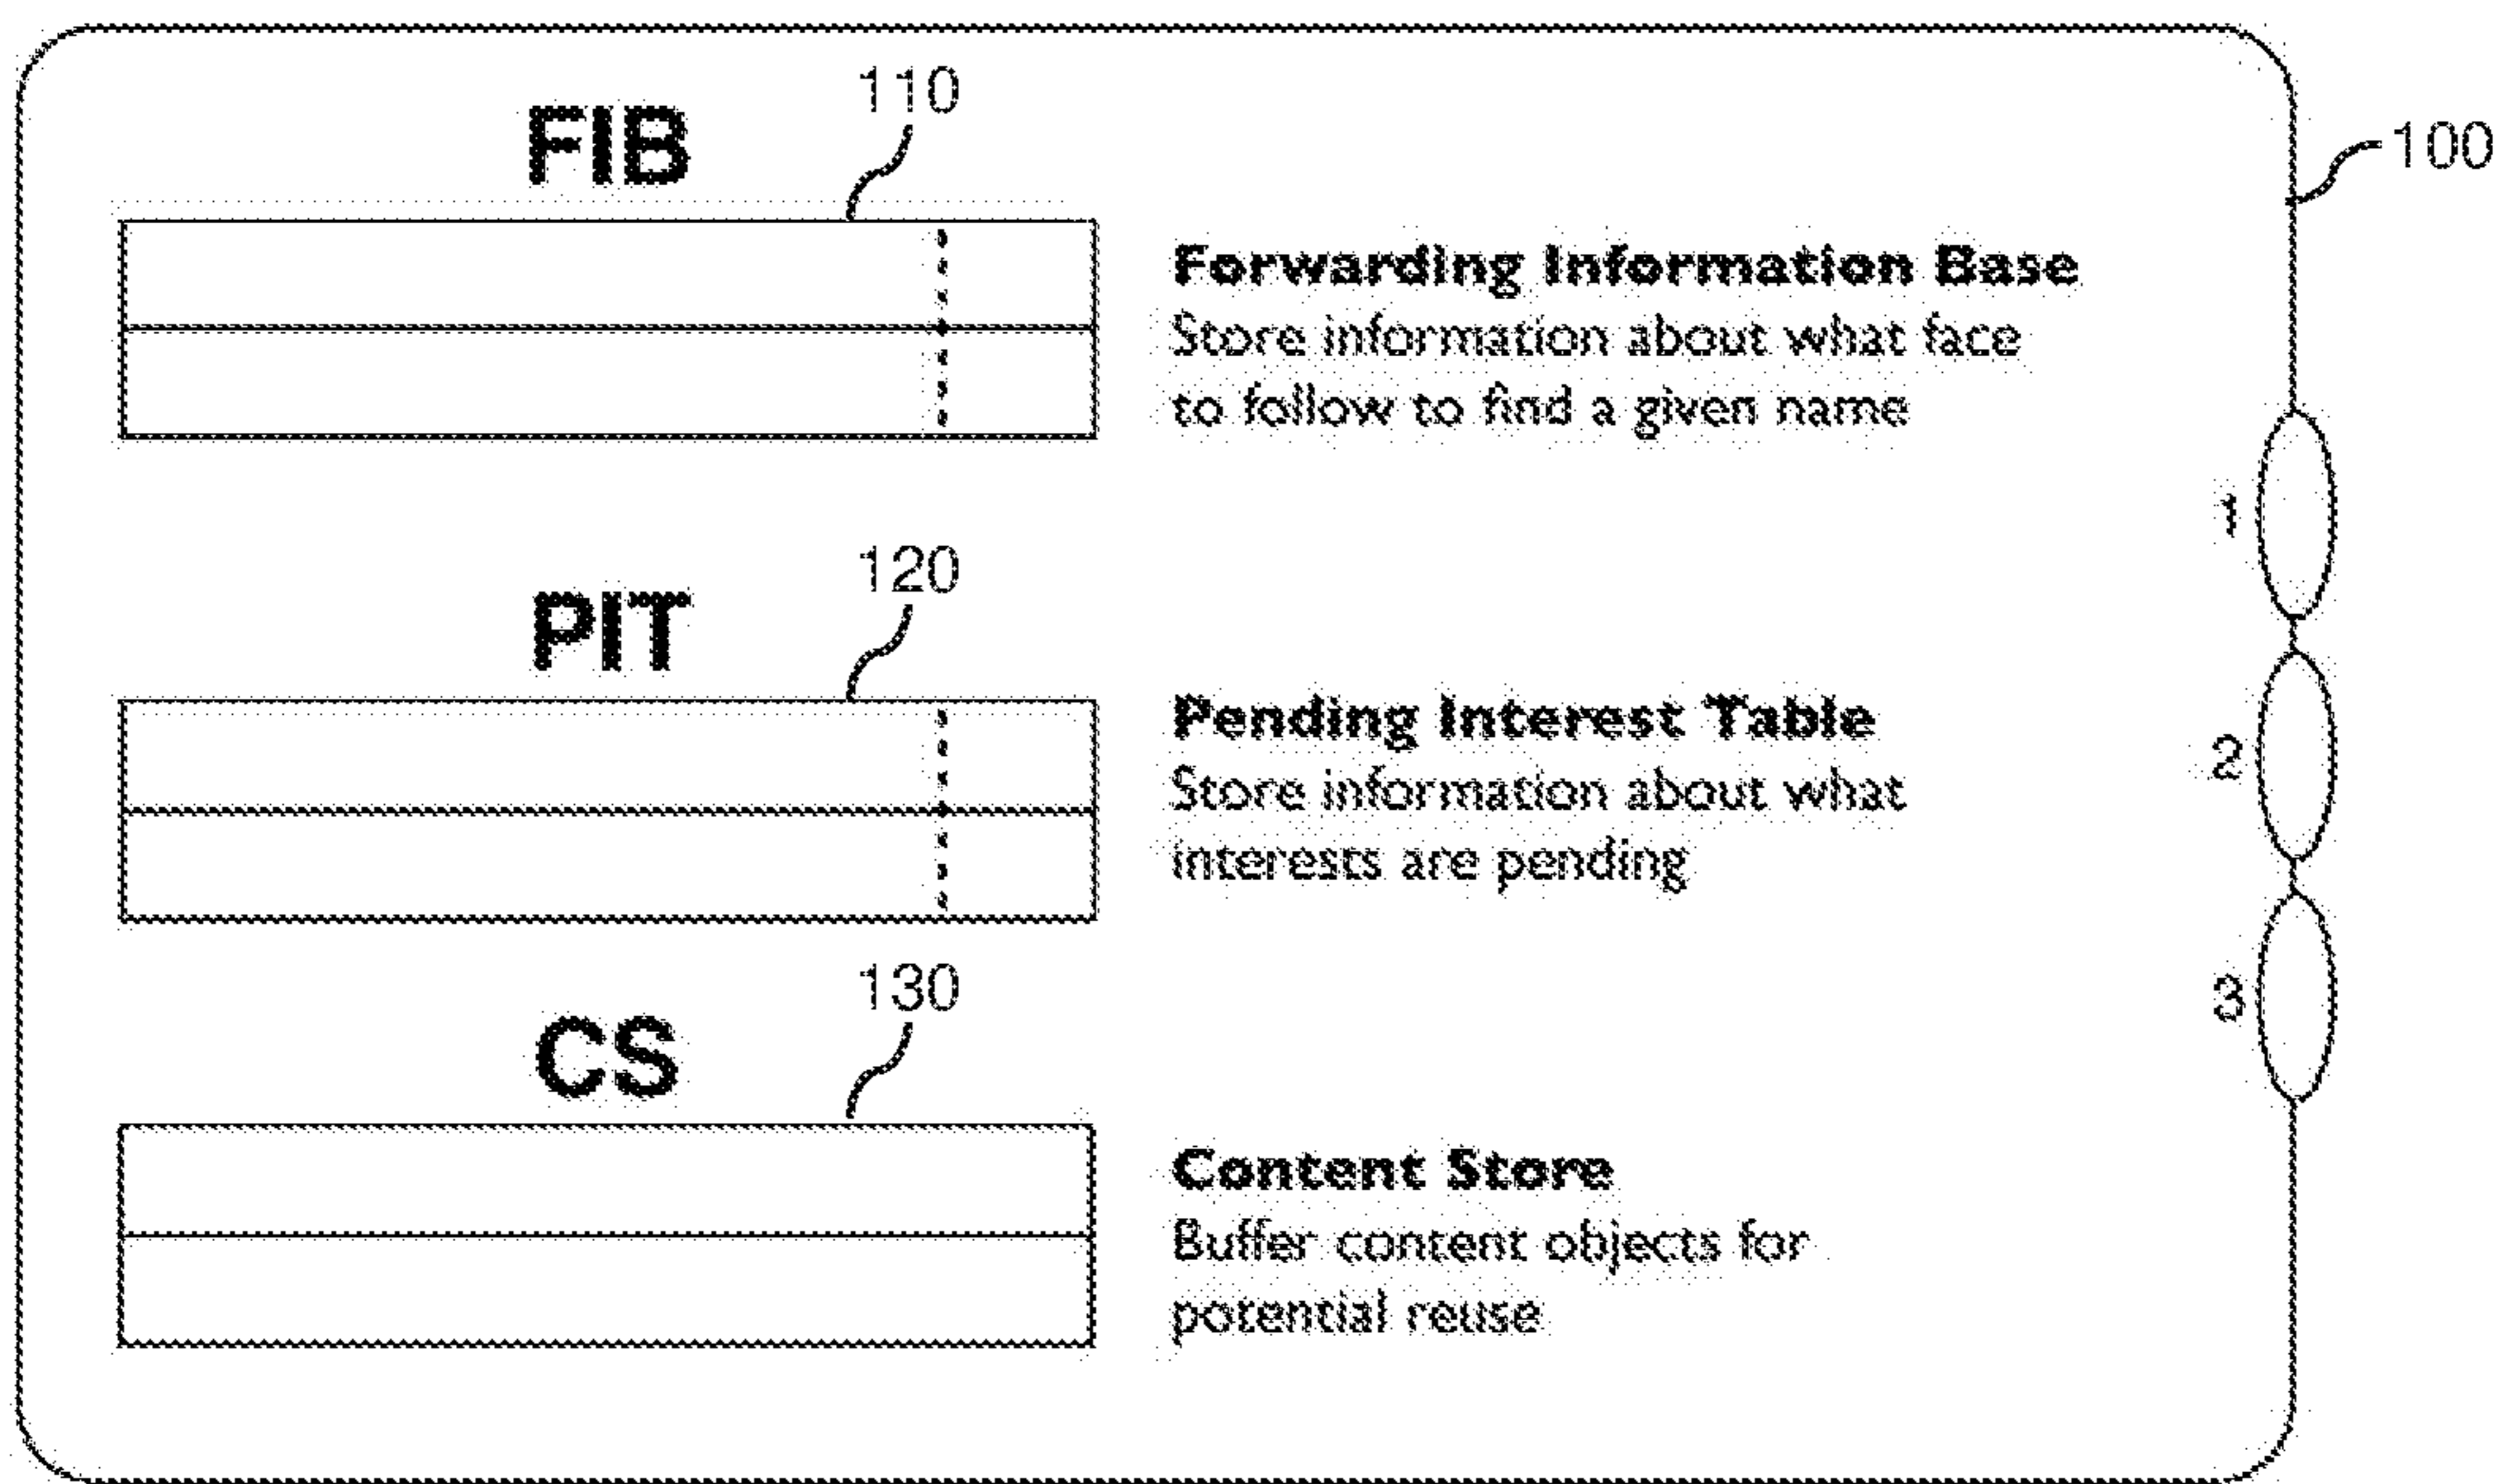 110
FIB
100
Forwarding Information Base
Store information about what face
to follow to find a given name
1
120
PIT
Pending Interest Table
Store information about what
interests are pending
2
130
CS
3
Content Store
Buffer content objects for
potential reuse